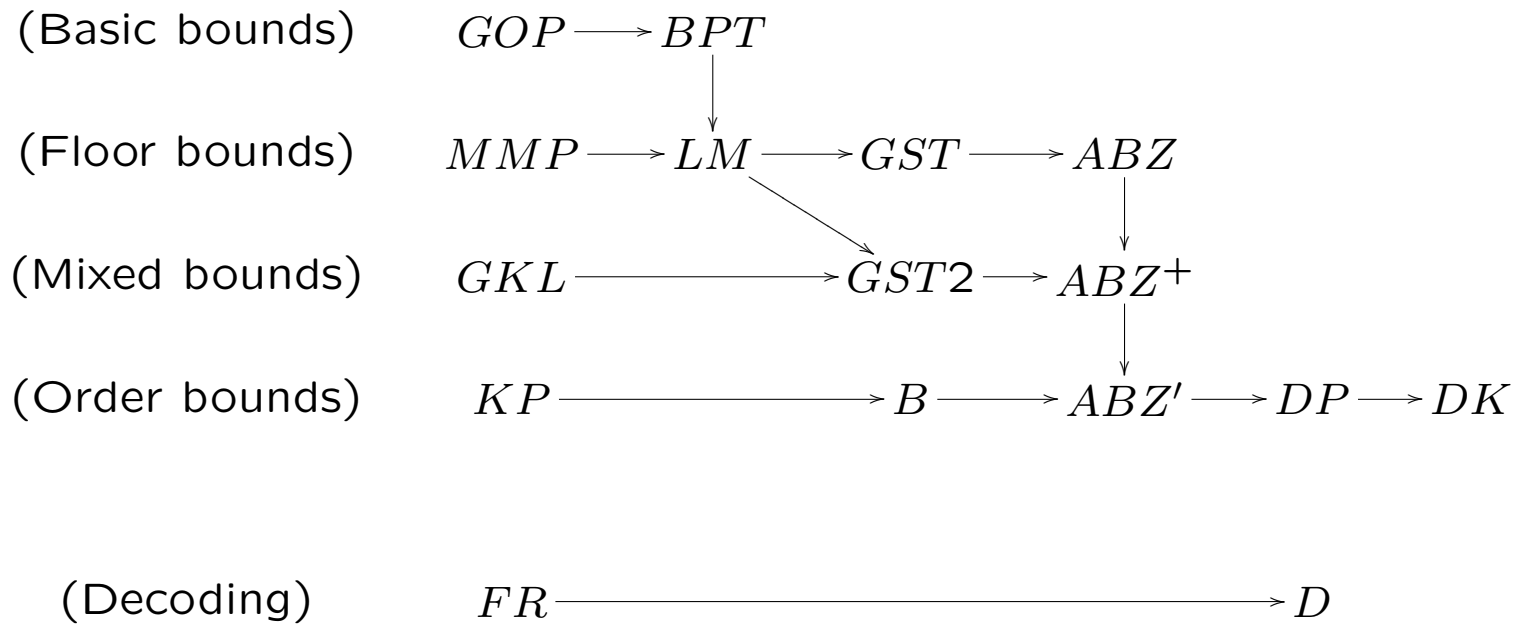 (Basic bounds) GOP BPT
(Floor bounds) MMP LM GST ABZ
(Mixed bounds) GKL GST2 ABZ⁺
(Order bounds) KP B ABZ′ DP DK
(Decoding) FR D